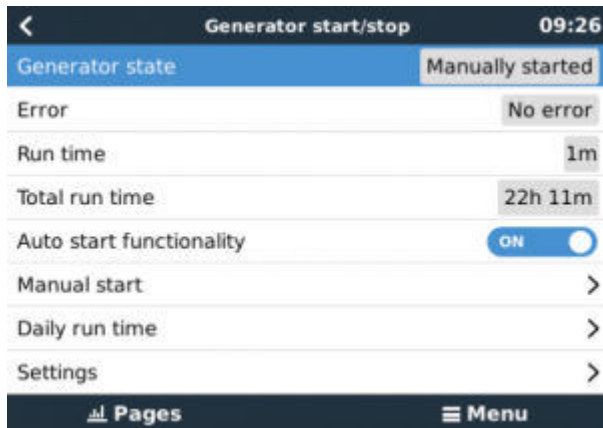 Generator start/stop 09:26
Generator state Manually started
Error No error
Run time 1m
Total run time 22h 11m
Auto start functionality ON
Manual start
Daily run time
Settings
Pages Menu